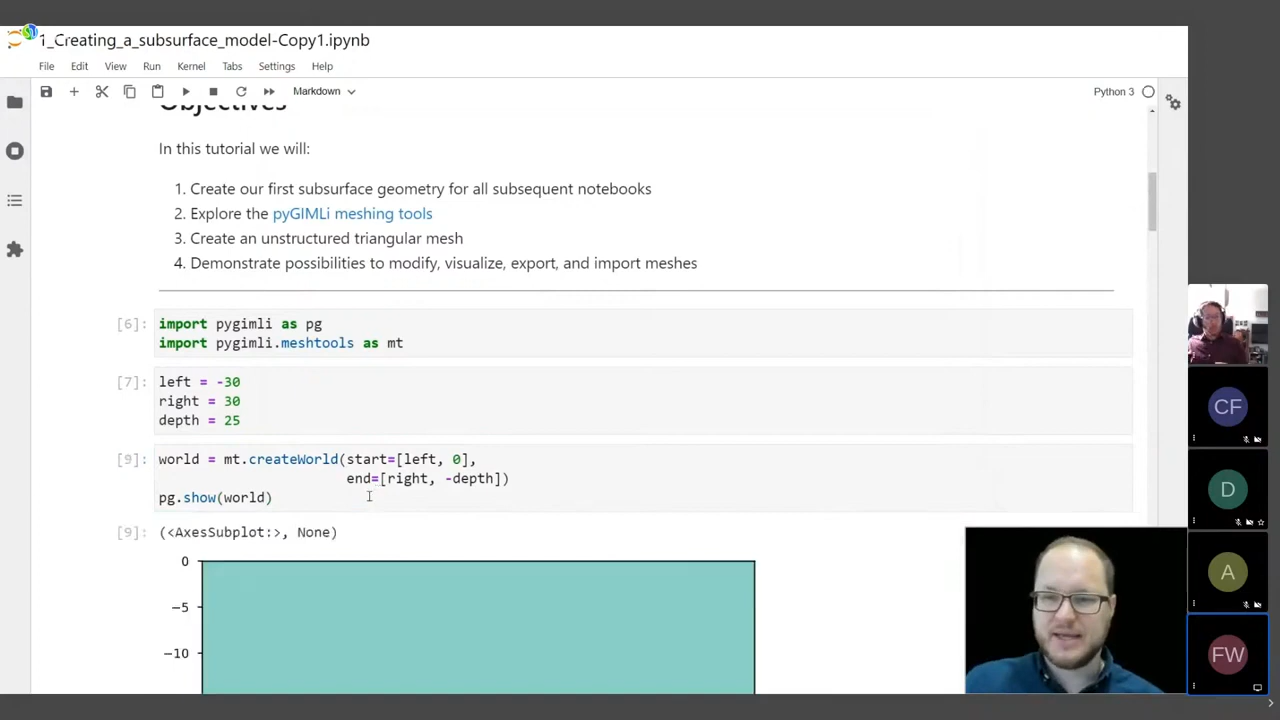 1_Creating_a_subsurface_model-Copy1.ipynb
File Edit View Run Kernel Tabs Settings Help
Markdown Python 3
Objectives
In this tutorial we will:
1. Create our first subsurface geometry for all subsequent notebooks
2. Explore the pyGIMLi meshing tools
3. Create an unstructured triangular mesh
4. Demonstrate possibilities to modify, visualize, export, and import meshes
[6]: import pygimli as pg
import pygimli.meshtools as mt
[7]: left = -30
right = 30
depth = 25
[9]: world = mt.createWorld(start=[left, 0],
end=[right, -depth])
pg.show(world)
[9]: (<AxesSubplot:>, None)
0
−5
−10
CF
D
A
FW